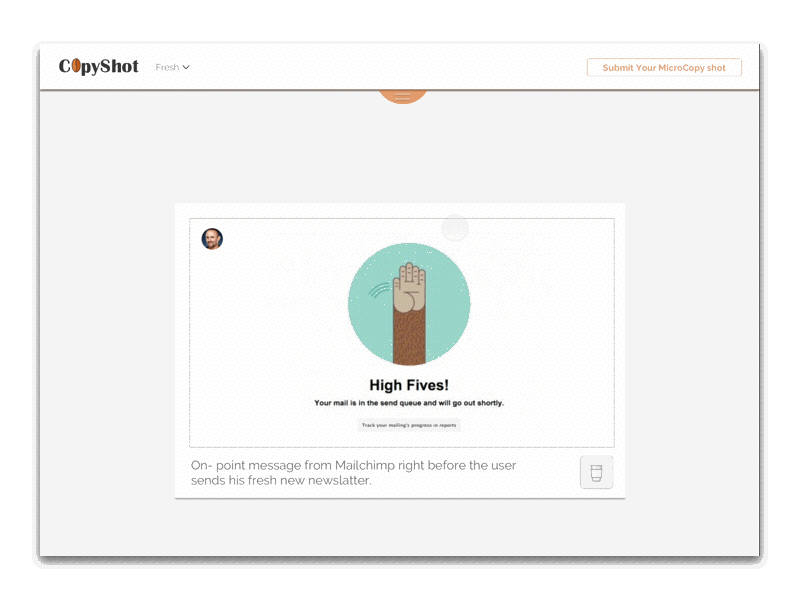 CopyShot
Fresh
Submit Your MicroCopy shot
High Fives!
Your mail is in the send queue and will go out shortly.
Track your mailing's progress in reports
On- point message from Mailchimp right before the user
sends his fresh new newslatter.